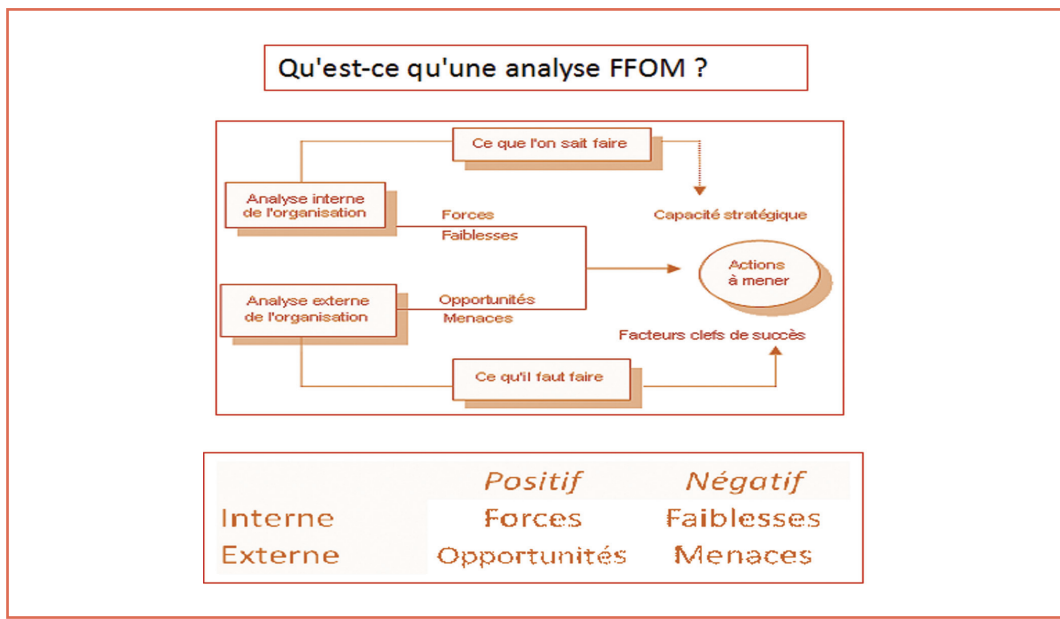 Qu'est-ce qu'une analyse FFOM ?
Ce que l'on sait faire
Analyse interne
de l'organisation
Forces
Faiblesses
Capacité stratégique
Actions
à mener
Analyse externe
de l'organisation
Opportunités
Menaces
Facteurs clefs de succès
Ce qu'il faut faire
Positif Négatif
Interne Forces Faiblesses
Externe Opportunités Menaces